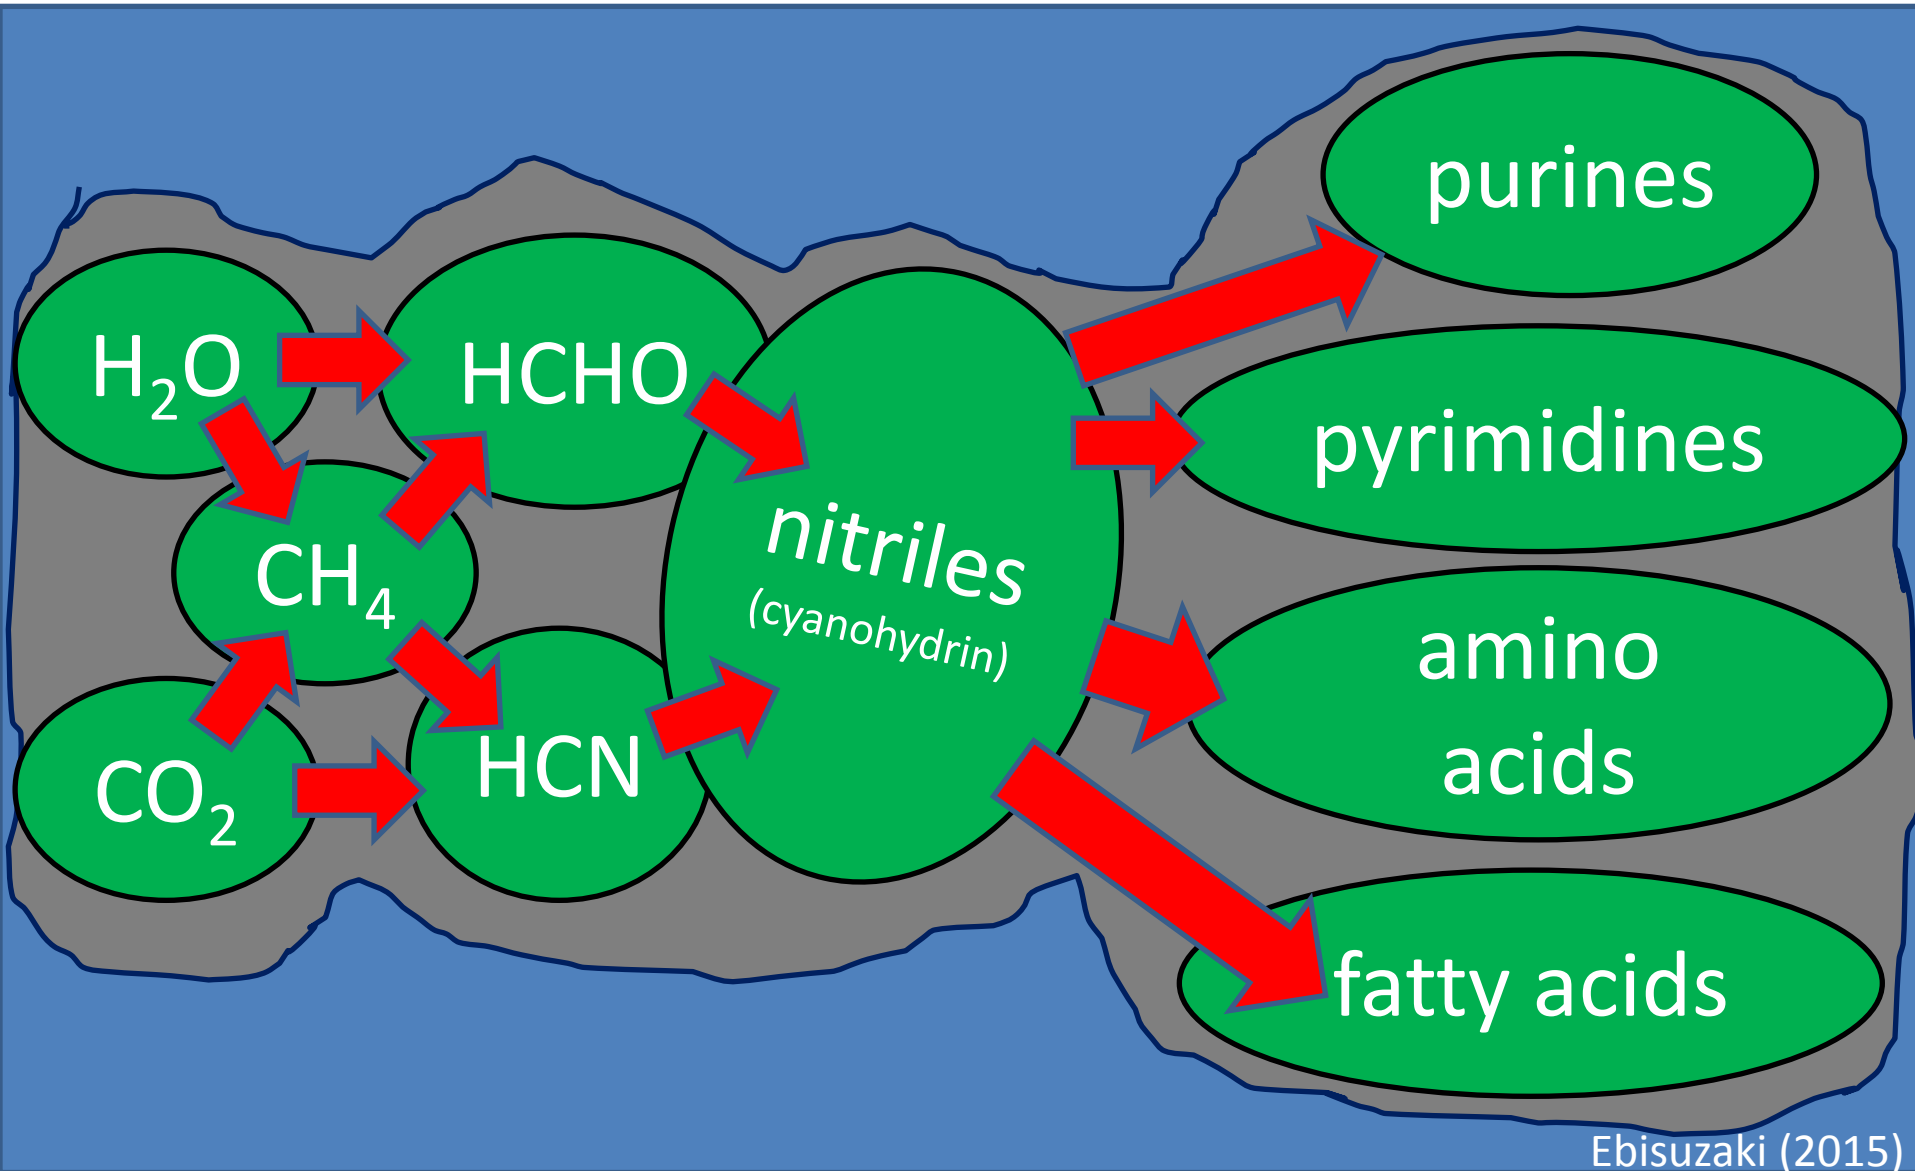 H₂O
HCHO
CH₄
CO₂
HCN
nitriles
(cyanohydrin)
purines
pyrimidines
amino
acids
fatty acids
Ebisuzaki (2015)